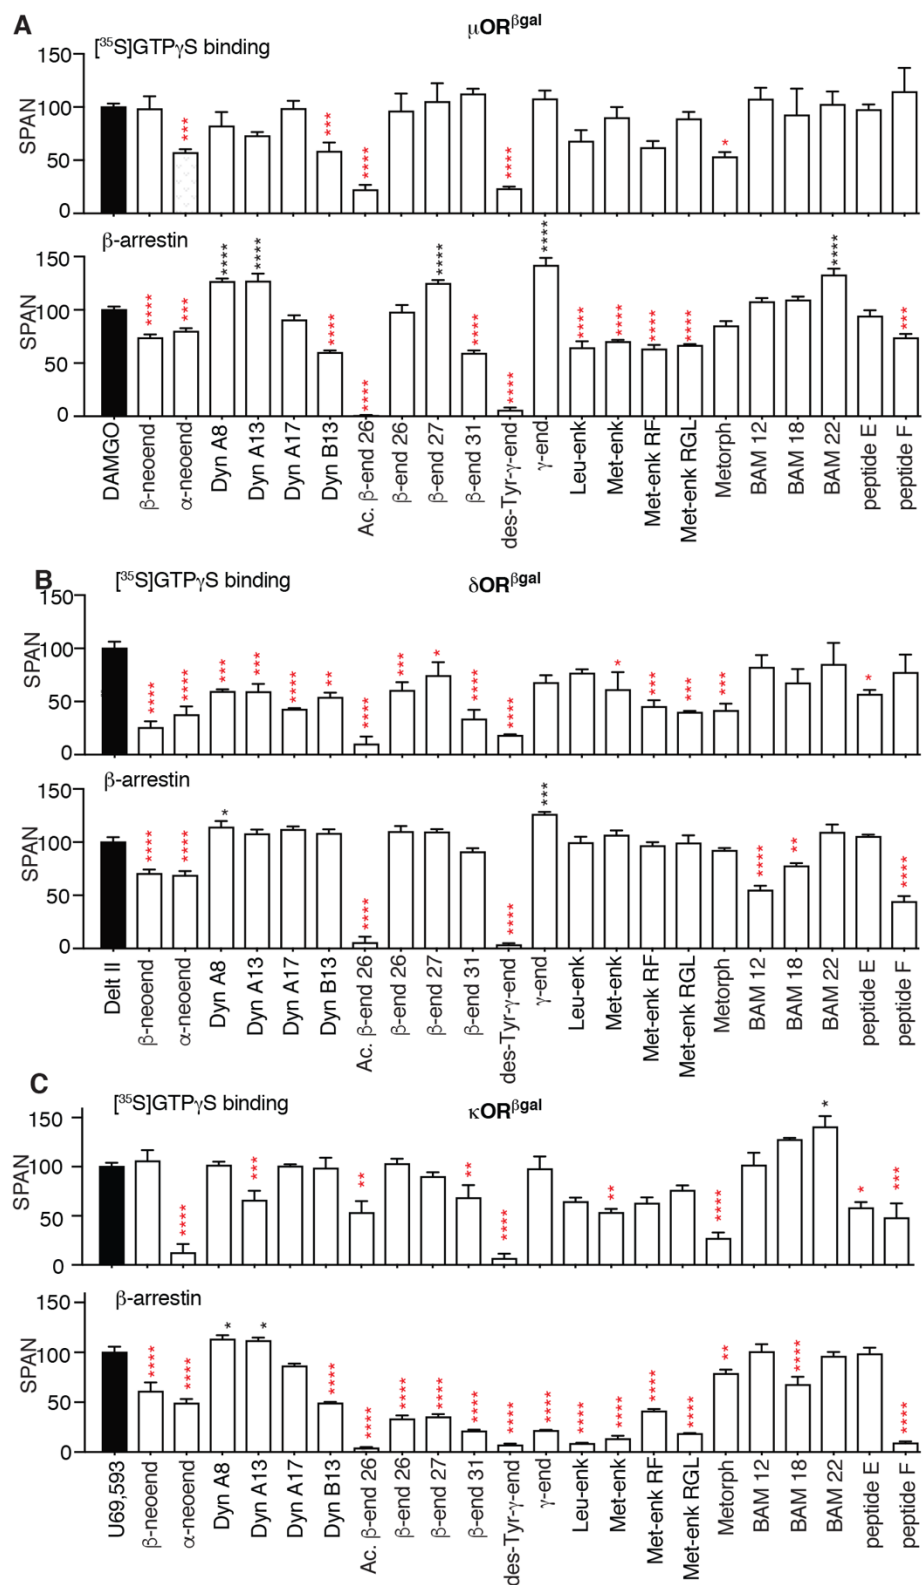 A
[³⁵S]GTPγS binding
μOR^βgal
150
100
50
0
SPAN
*** *** **** **** *
β-arrestin
150
100
50
0
SPAN
**** *** **** **** **** **** **** **** **** **** **** **** **** **** **** ***
DAMGO
β-neoend
α-neoend
Dyn A8
Dyn A13
Dyn A17
Dyn B13
Ac. β-end 26
β-end 26
β-end 27
β-end 31
des-Tyr-γ-end
γ-end
Leu-enk
Met-enk
Met-enk RF
Met-enk RGL
Metorph
BAM 12
BAM 18
BAM 22
peptide E
peptide F
B
[³⁵S]GTPγS binding
δOR^βgal
150
100
50
0
SPAN
**** **** *** *** **** ** **** *** * **** **** * *** *** *** *
β-arrestin
150
100
50
0
SPAN
**** **** * **** **** *** **** ** ****
Delt II
β-neoend
α-neoend
Dyn A8
Dyn A13
Dyn A17
Dyn B13
Ac. β-end 26
β-end 26
β-end 27
β-end 31
des-Tyr-γ-end
γ-end
Leu-enk
Met-enk
Met-enk RF
Met-enk RGL
Metorph
BAM 12
BAM 18
BAM 22
peptide E
peptide F
C
[³⁵S]GTPγS binding
κOR^βgal
150
100
50
0
SPAN
**** *** ** ** **** ** **** * * ***
β-arrestin
150
100
50
0
SPAN
**** **** * * **** **** **** **** **** **** **** **** **** **** **** ** **** ****
U69,593
β-neoend
α-neoend
Dyn A8
Dyn A13
Dyn A17
Dyn B13
Ac. β-end 26
β-end 26
β-end 27
β-end 31
des-Tyr-γ-end
γ-end
Leu-enk
Met-enk
Met-enk RF
Met-enk RGL
Metorph
BAM 12
BAM 18
BAM 22
peptide E
peptide F